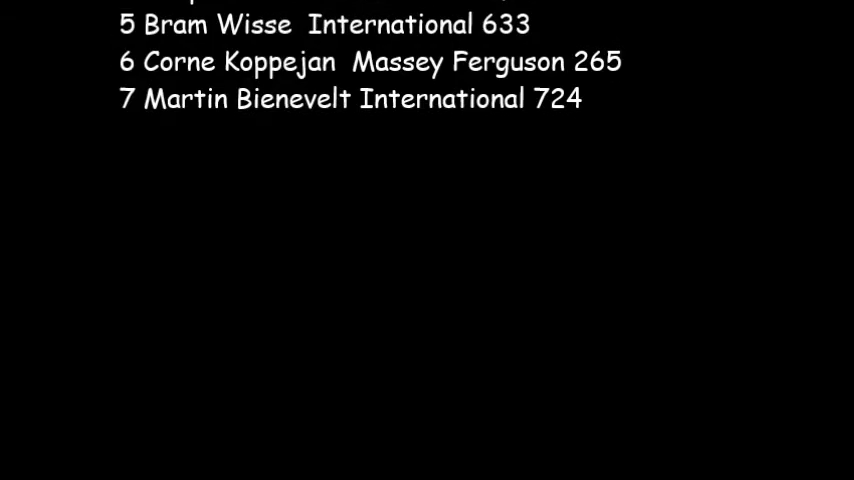 5 Bram Wisse  International 633
6 Corne Koppejan  Massey Ferguson 265
7 Martin Bienevelt International 724